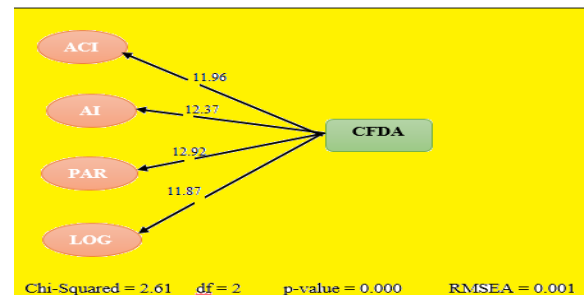 ACI
11.96
AI
12.37
CFDA
12.92
PAR
11.87
LOG
Chi-Squared = 2.61 df = 2 p-value = 0.000 RMSEA = 0.001